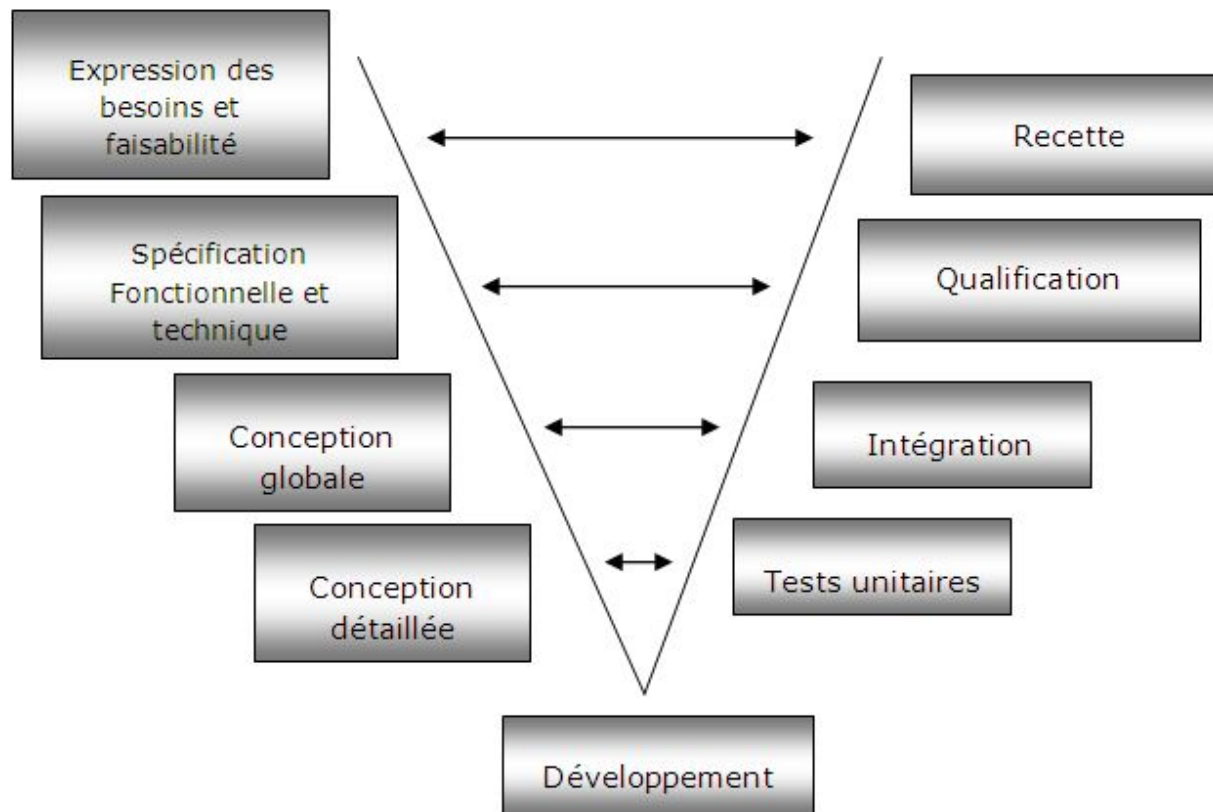 Expression des
besoins et
faisabilité
Recette
Spécification
Fonctionnelle et
technique
Qualification
Conception
globale
Intégration
Conception
détaillée
Tests unitaires
Développement